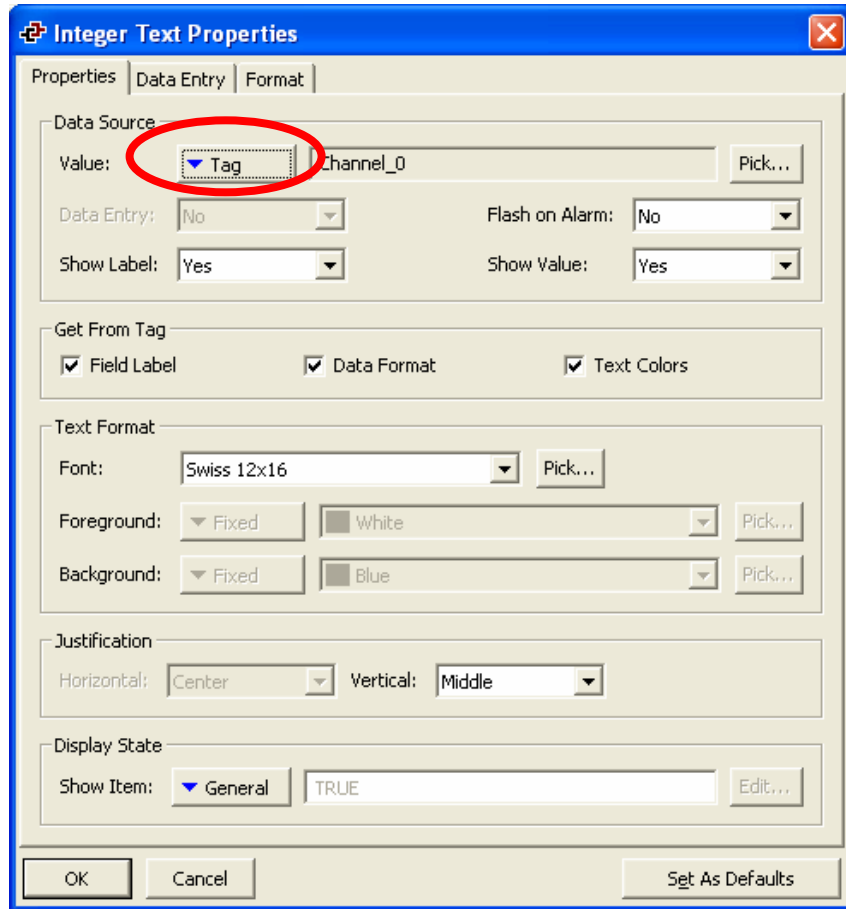 Integer Text Properties
Properties Data Entry Format
Data Source
Value: Tag Channel_0 Pick...
Data Entry: No Flash on Alarm: No
Show Label: Yes Show Value: Yes
Get From Tag
Field Label Data Format Text Colors
Text Format
Font: Swiss 12x16 Pick...
Foreground: Fixed White Pick...
Background: Fixed Blue Pick...
Justification
Horizontal: Center Vertical: Middle
Display State
Show Item: General TRUE Edit...
OK Cancel Set As Defaults